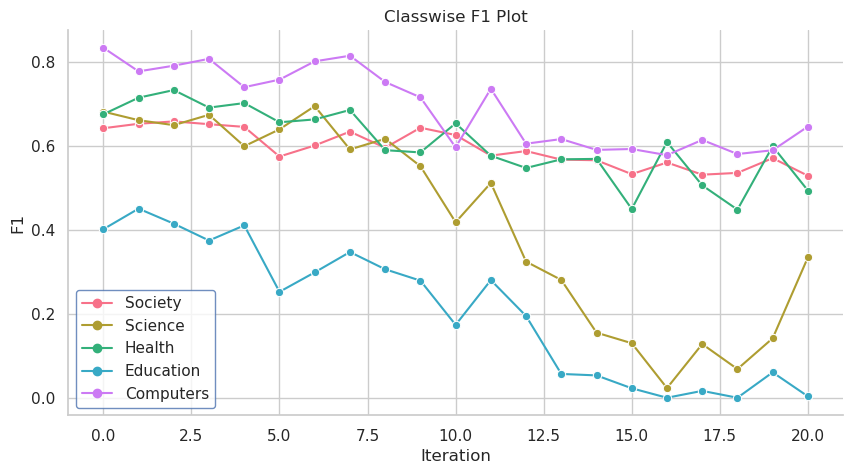 Classwise F1 Plot
F1
0.8
0.6
0.4
0.2
0.0
Society
Science
Health
Education
Computers
0.0 2.5 5.0 7.5 10.0 12.5 15.0 17.5 20.0
Iteration